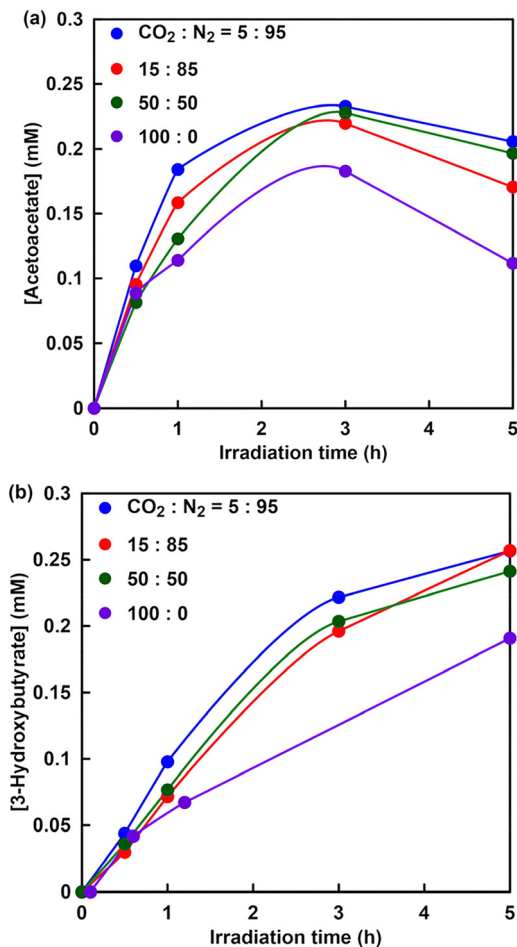 (a)
CO₂ : N₂ = 5 : 95
15 : 85
50 : 50
100 : 0
[Acetoacetate] (mM)
0.3
0.25
0.2
0.15
0.1
0.05
0
0 1 2 3 4 5
Irradiation time (h)
(b)
CO₂ : N₂ = 5 : 95
15 : 85
50 : 50
100 : 0
[3-Hydroxybutyrate] (mM)
0.3
0.25
0.2
0.15
0.1
0.05
0
0 1 2 3 4 5
Irradiation time (h)